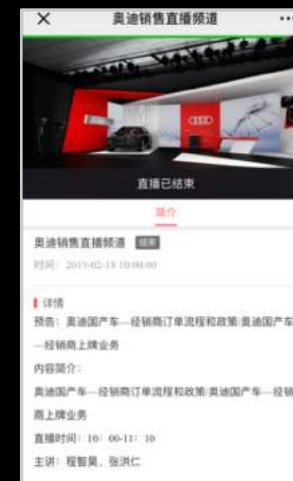 奥迪销售直播频道
直播已结束
简介
奥迪销售直播频道 结束
时间：2019-02-18 10:00:00
详情
预告：奥迪国产车—经销商订单流程和政策/奥迪国产车
—经销商上牌业务
内容简介：
奥迪国产车—经销商订单流程和政策/奥迪国产车—经销
商上牌业务
直播时间：10：00-11：10
主讲：程智昊、张洪仁